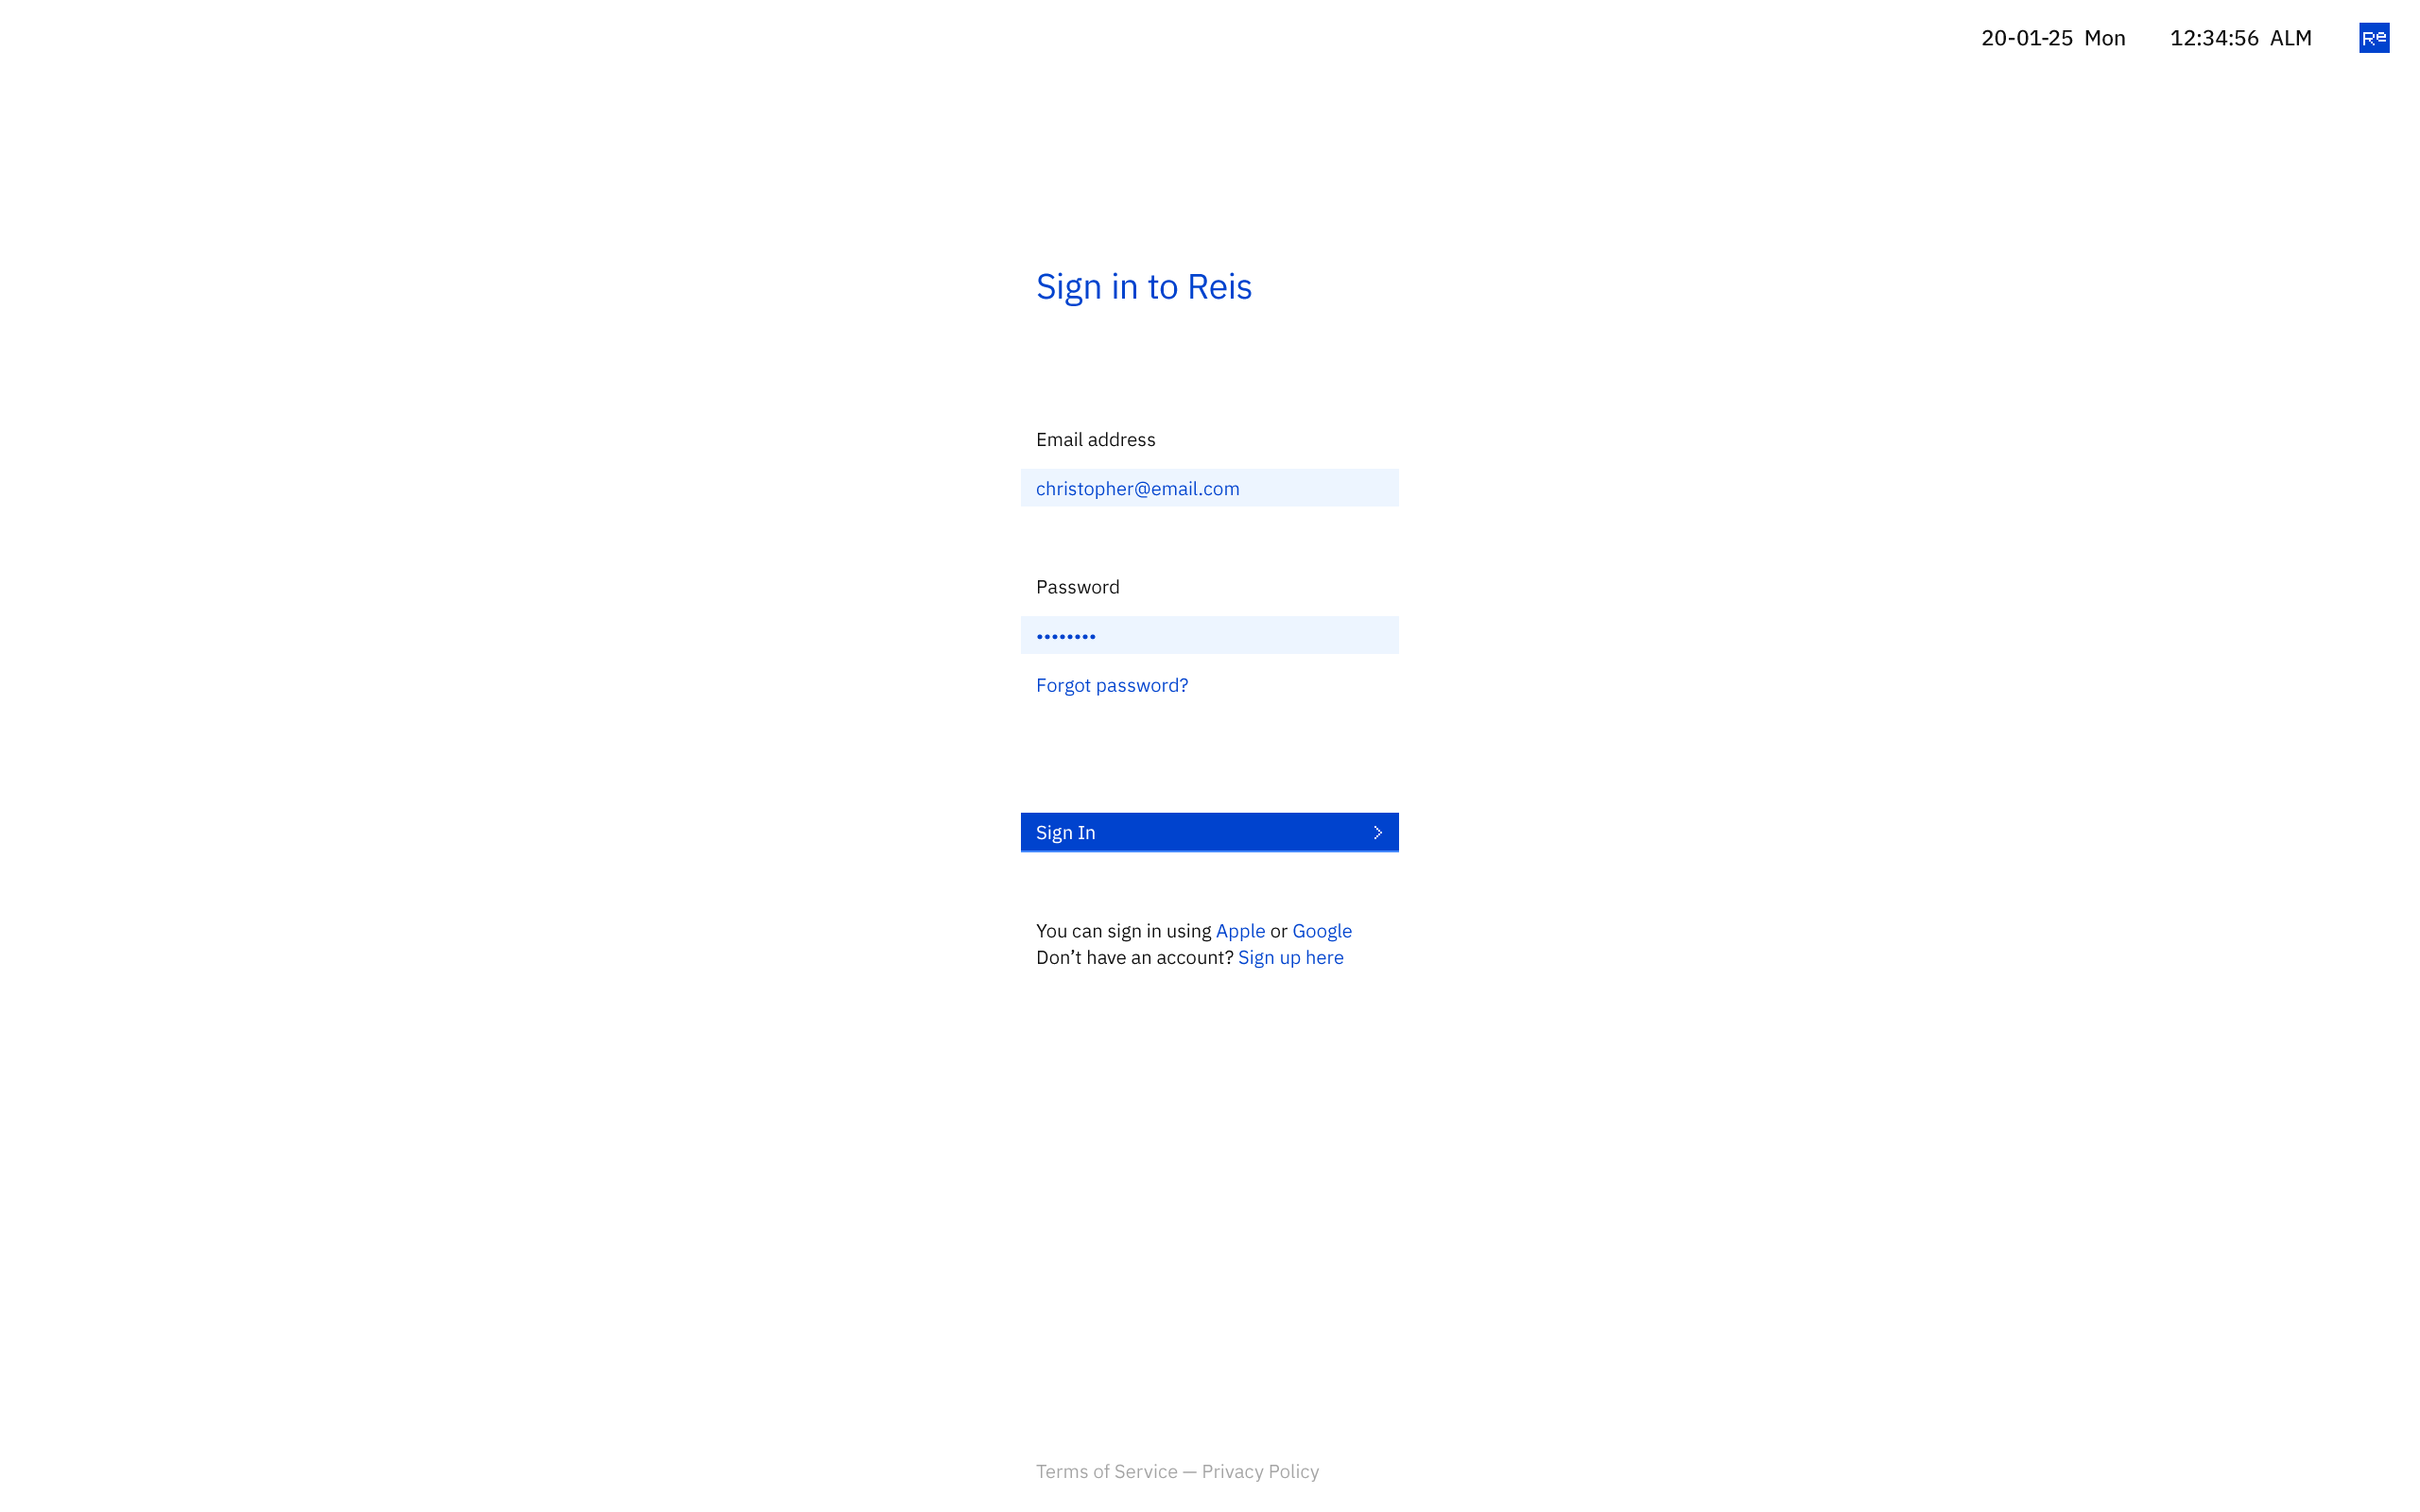 20-01-25 Mon 12:34:56 ALM Re
Sign in to Reis
Email address
christopher@email.com
Password
••••••••
Forgot password?
Sign In
You can sign in using Apple or Google
Don’t have an account? Sign up here
Terms of Service — Privacy Policy